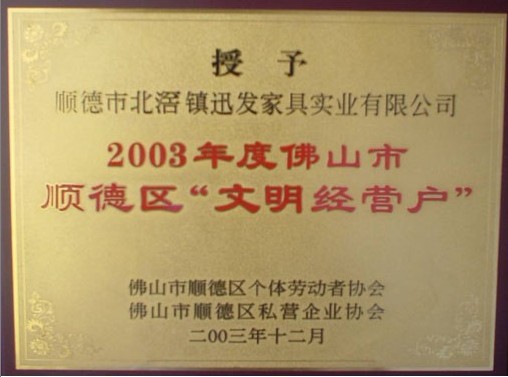 授予
顺德市北滘镇迅发家具实业有限公司
2003年度佛山市
顺德区“文明经营户”
佛山市顺德区个体劳动者协会
佛山市顺德区私营企业协会
二00三年十二月